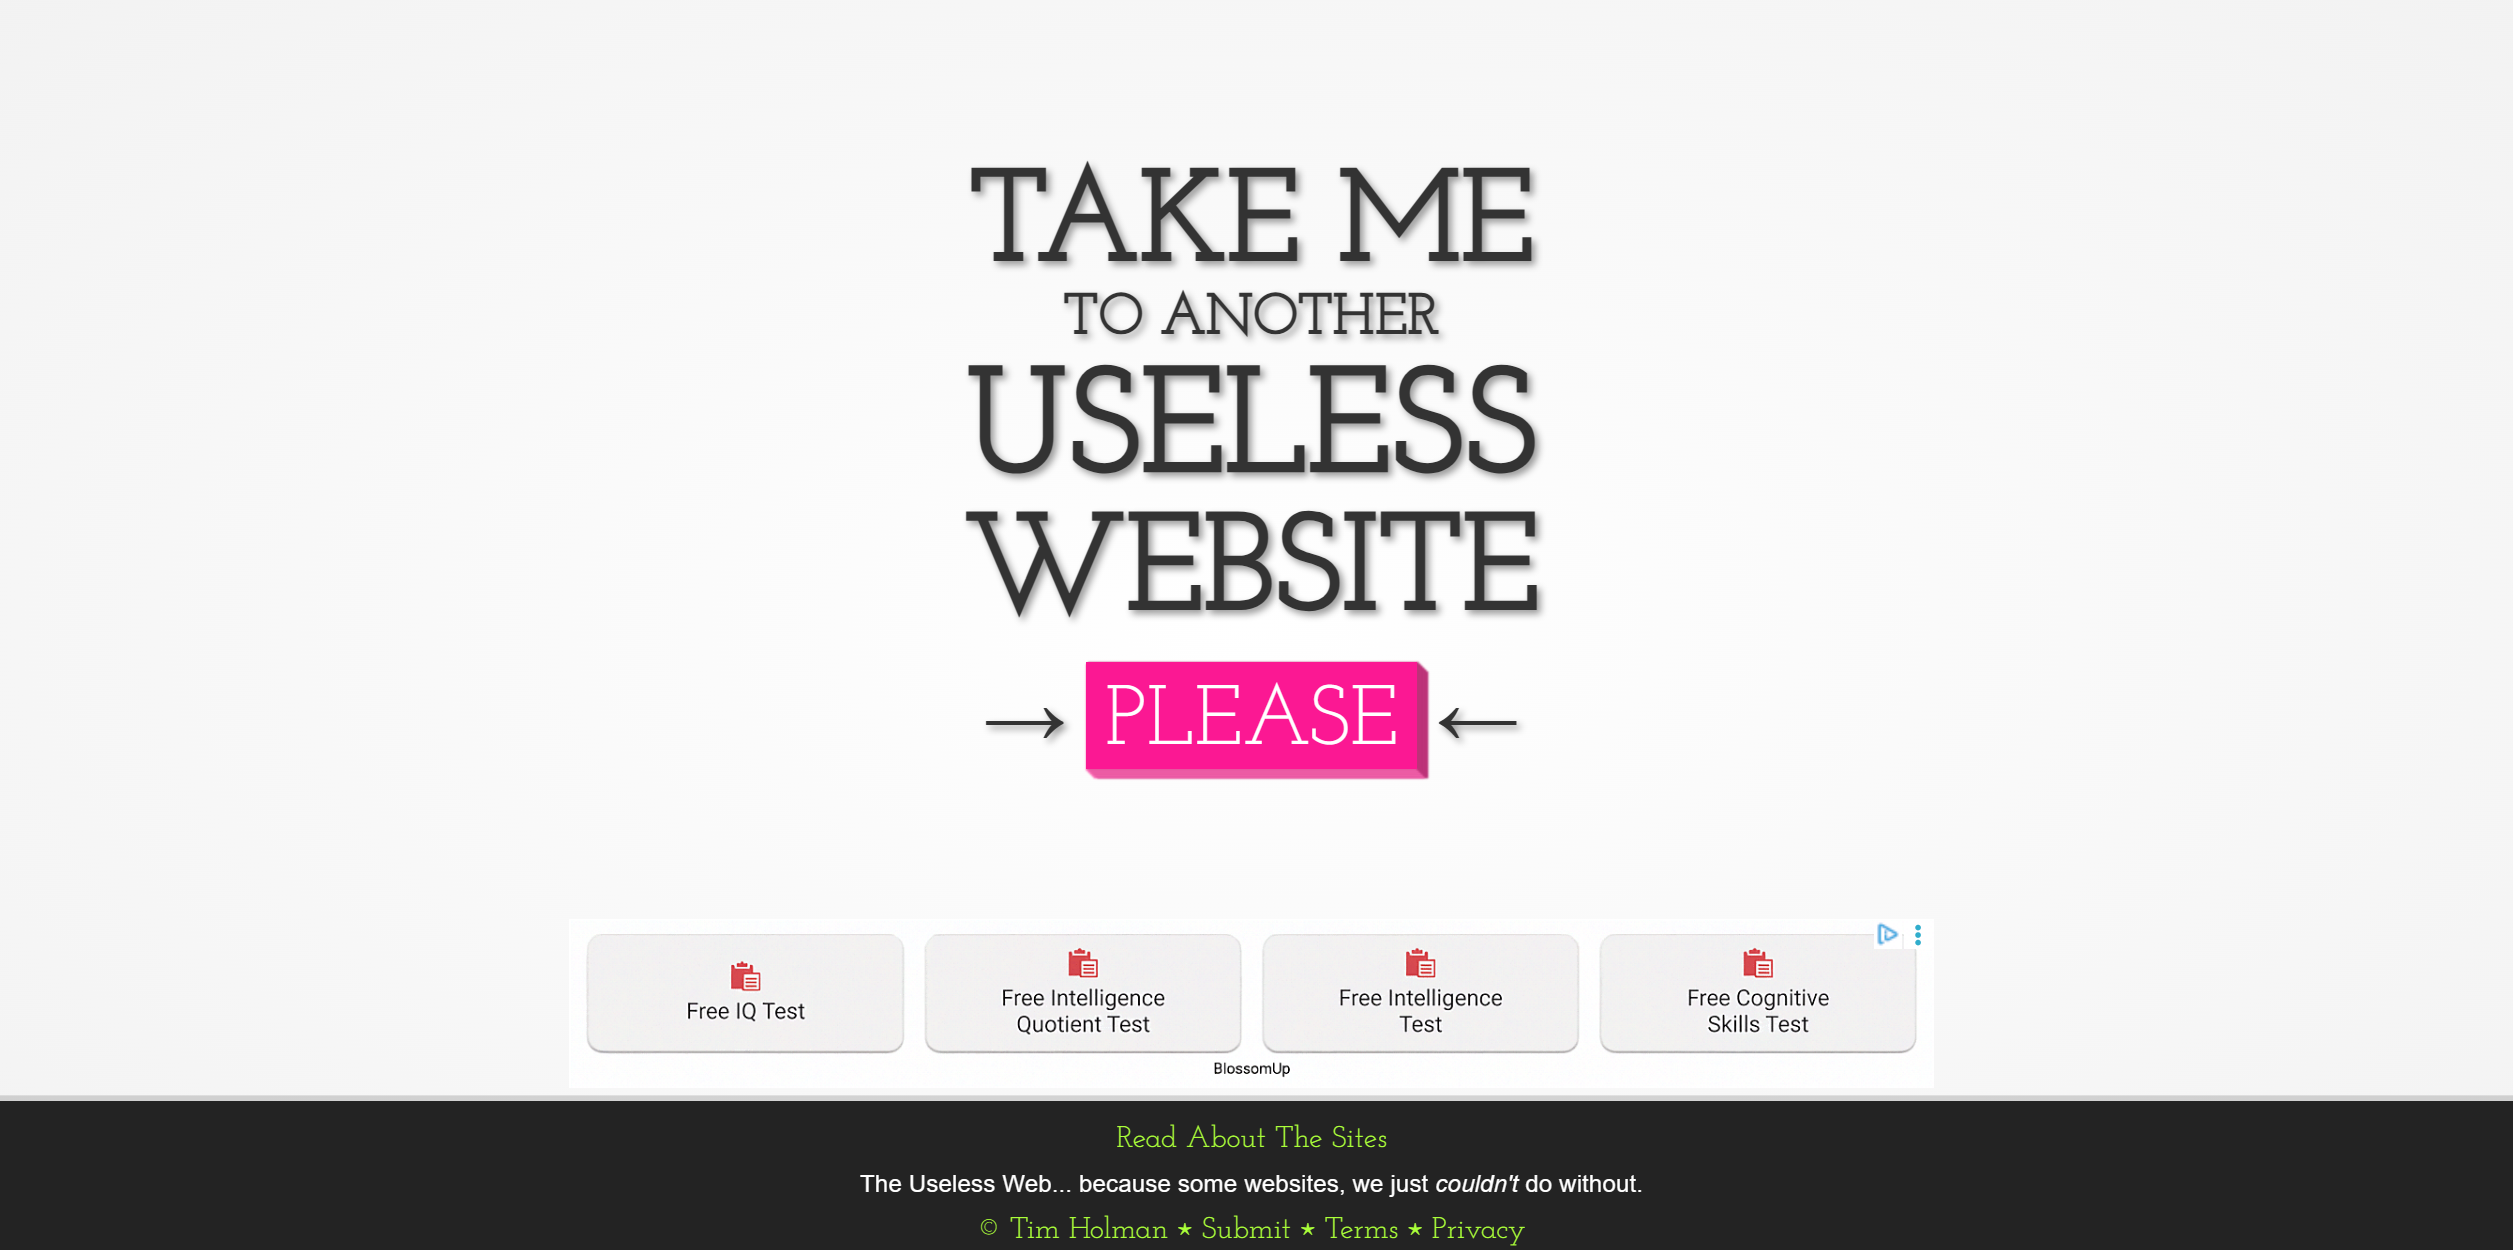 TAKE ME
TO ANOTHER
USELESS
WEBSITE
→ PLEASE ←
Free IQ Test
Free Intelligence
Quotient Test
Free Intelligence
Test
Free Cognitive
Skills Test
BlossomUp
Read About The Sites
The Useless Web... because some websites, we just couldn't do without.
© Tim Holman ★ Submit ★ Terms ★ Privacy